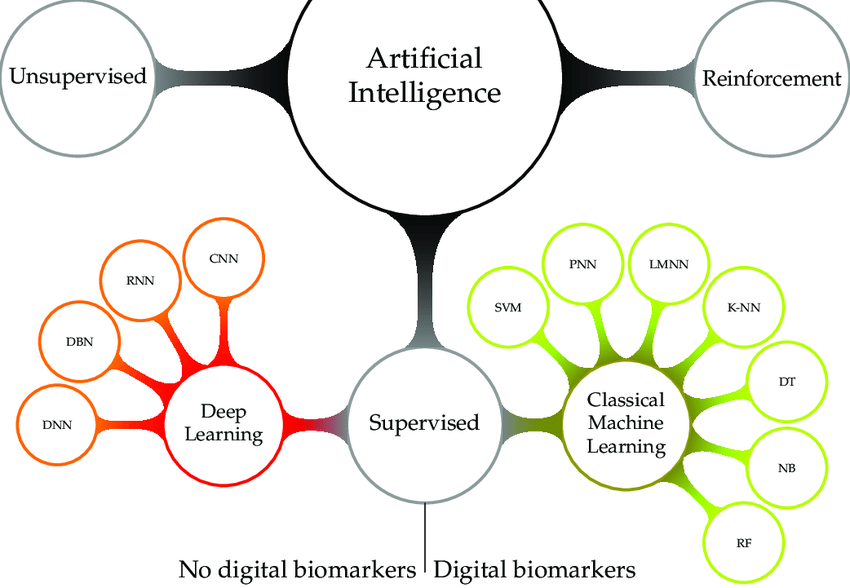 Artificial
Intelligence
Unsupervised
Reinforcement
CNN
RNN
DBN
DNN
Deep
Learning
Supervised
Classical
Machine
Learning
SVM
PNN
LMNN
K-NN
DT
NB
RF
No digital biomarkers
Digital biomarkers